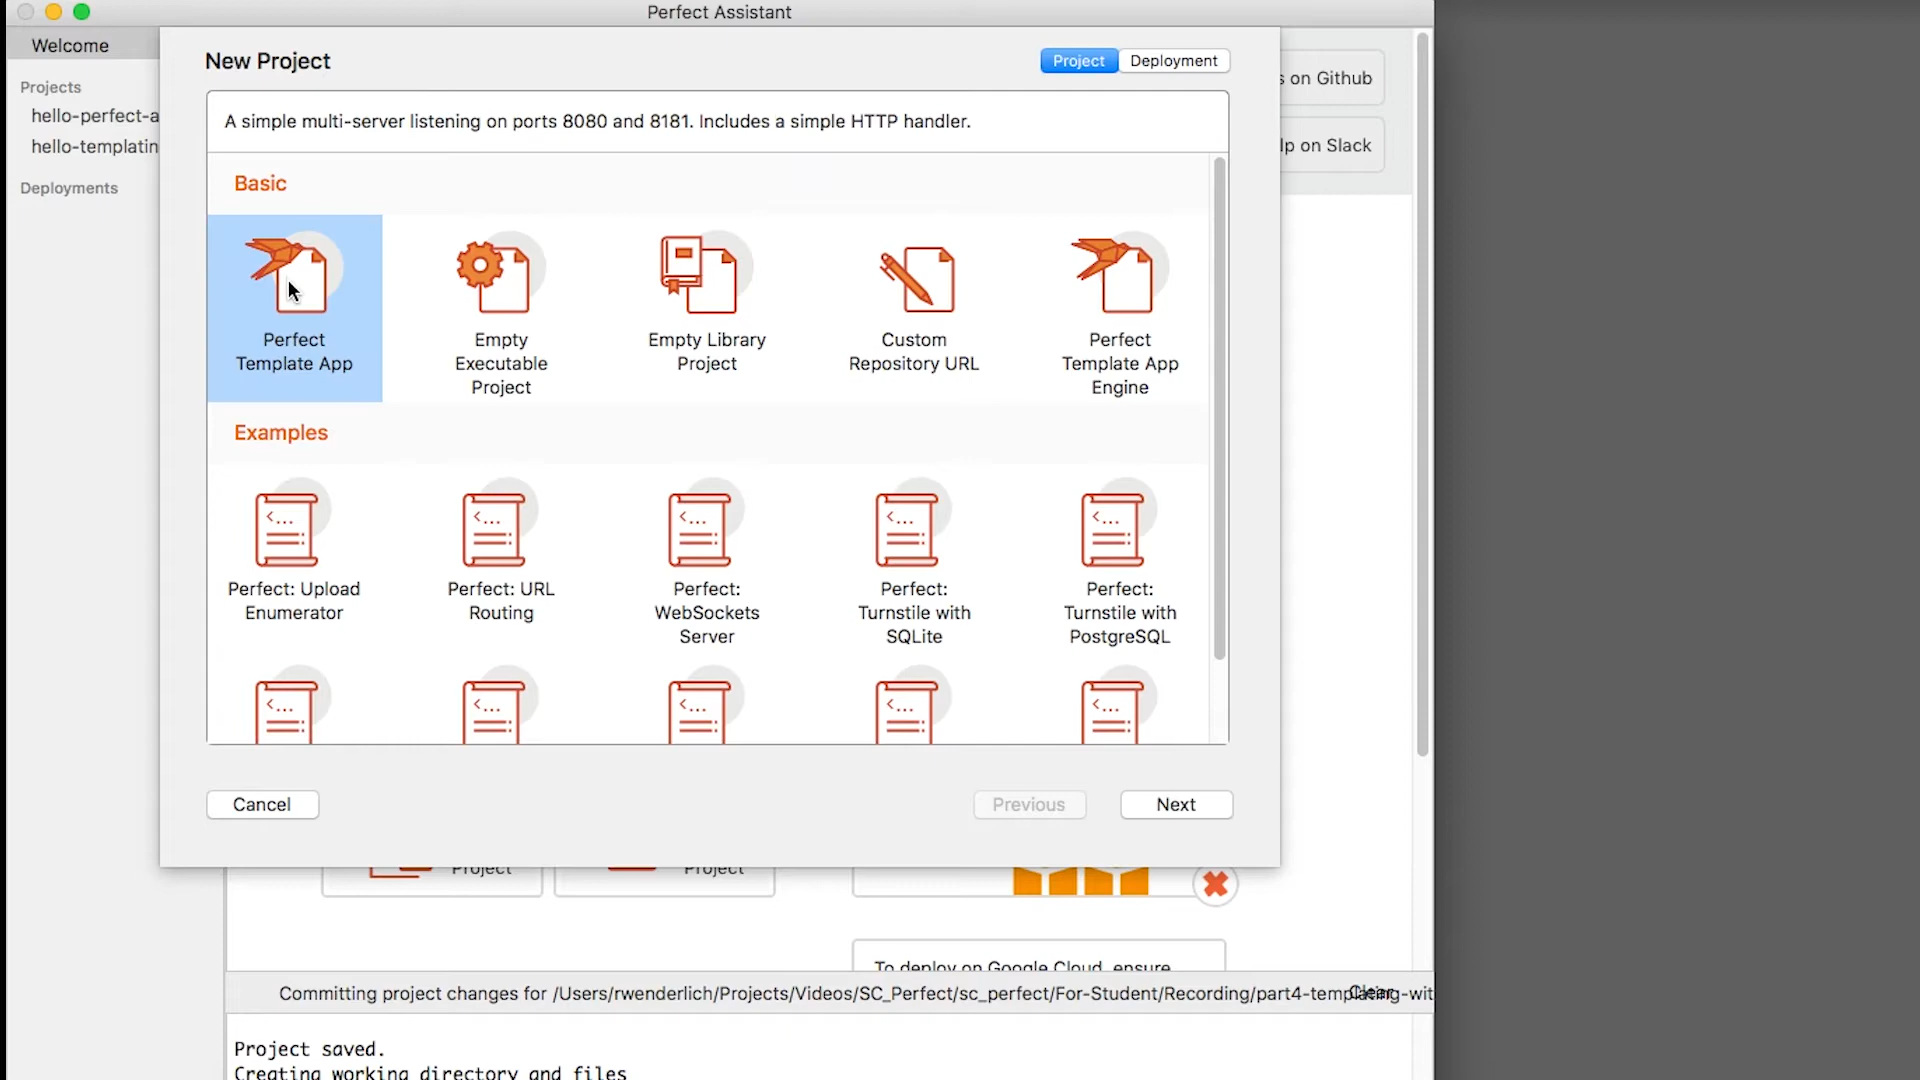 Perfect Assistant
Welcome
Projects
hello-perfect-a
hello-templatin
Deployments
New Project
Project
Deployment
s on Github
lp on Slack
A simple multi-server listening on ports 8080 and 8181. Includes a simple HTTP handler.
Basic
Perfect
Template App
Empty
Executable
Project
Empty Library
Project
Custom
Repository URL
Perfect
Template App
Engine
Examples
Perfect: Upload
Enumerator
Perfect: URL
Routing
Perfect:
WebSockets
Server
Perfect:
Turnstile with
SQLite
Perfect:
Turnstile with
PostgreSQL
Cancel
Previous
Next
Project
Project
To deploy on Google Cloud, ensure
Committing project changes for /Users/rwenderlich/Projects/Videos/SC_Perfect/sc_perfect/For-Student/Recording/part4-templating-wit
Clear
Project saved.
Creating working directory and files